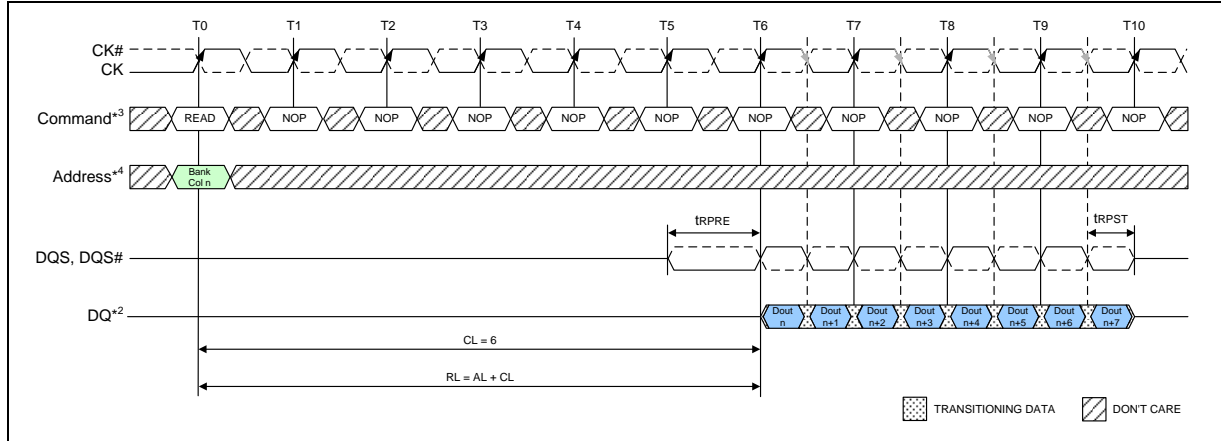 T0 T1 T2 T3 T4 T5 T6 T7 T8 T9 T10
CK#
CK
Command*3 READ NOP NOP NOP NOP NOP NOP NOP NOP NOP NOP
Address*4 Bank
Col n
tRPRE tRPST
DQS, DQS#
DQ*2 Dout Dout Dout Dout Dout Dout Dout Dout
n n+1 n+2 n+3 n+4 n+5 n+6 n+7
CL = 6
RL = AL + CL
TRANSITIONING DATA DON'T CARE